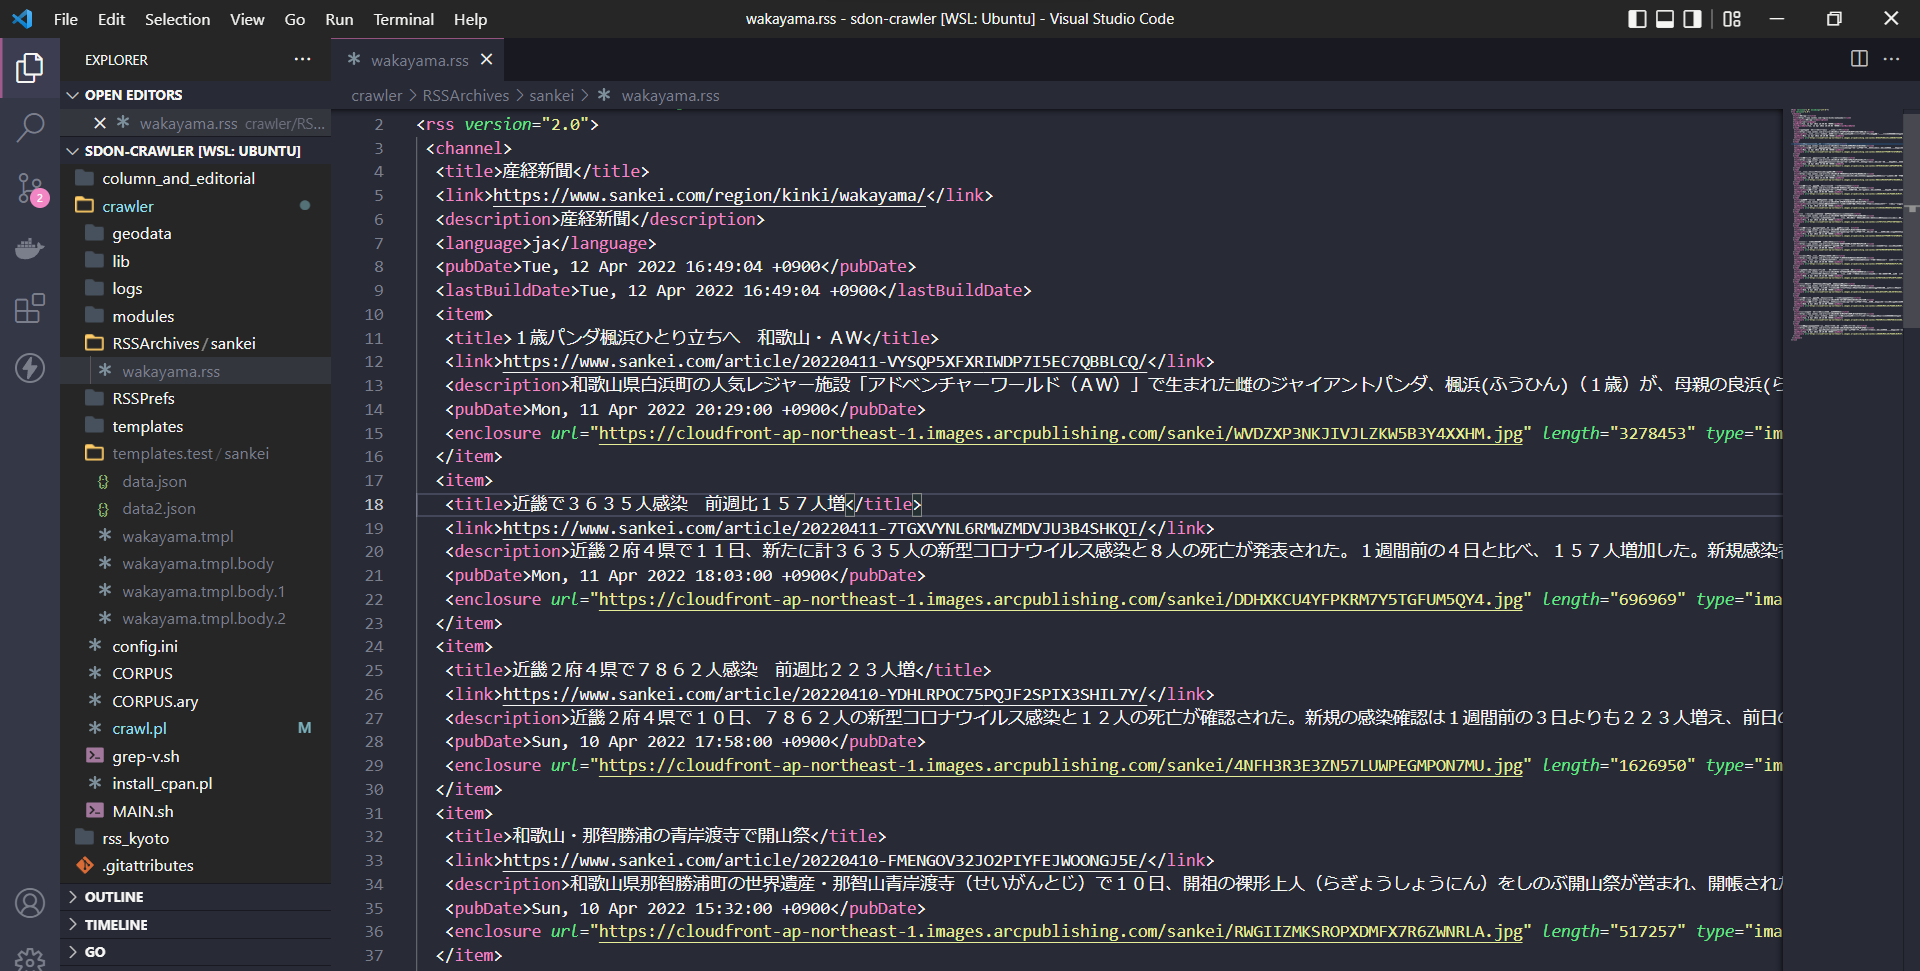 File Edit Selection View Go Run Terminal Help
wakayama.rss - sdon-crawler [WSL: Ubuntu] - Visual Studio Code
EXPLORER
OPEN EDITORS
wakayama.rss crawler/RS...
SDON-CRAWLER [WSL: UBUNTU]
column_and_editorial
crawler
geodata
lib
logs
modules
RSSArchives / sankei
wakayama.rss
RSSPrefs
templates
templates.test / sankei
data.json
data2.json
wakayama.tmpl
wakayama.tmpl.body
wakayama.tmpl.body.1
wakayama.tmpl.body.2
config.ini
CORPUS
CORPUS.ary
crawl.pl M
grep-v.sh
install_cpan.pl
MAIN.sh
rss_kyoto
.gitattributes
OUTLINE
TIMELINE
GO
2
wakayama.rss
crawler > RSSArchives > sankei > wakayama.rss
2 <rss version="2.0">
3 <channel>
4 <title>産経新聞</title>
5 <link>https://www.sankei.com/region/kinki/wakayama/</link>
6 <description>産経新聞</description>
7 <language>ja</language>
8 <pubDate>Tue, 12 Apr 2022 16:49:04 +0900</pubDate>
9 <lastBuildDate>Tue, 12 Apr 2022 16:49:04 +0900</lastBuildDate>
10 <item>
11 <title>１歳パンダ楓浜ひとり立ちへ　和歌山・ＡＷ</title>
12 <link>https://www.sankei.com/article/20220411-VYSQP5XFXRIWDP7I5EC7QBBLCQ/</link>
13 <description>和歌山県白浜町の人気レジャー施設「アドベンチャーワールド（ＡＷ）」で生まれた雌のジャイアントパンダ、楓浜(ふうひん)（１歳）が、母親の良浜(ら
14 <pubDate>Mon, 11 Apr 2022 20:29:00 +0900</pubDate>
15 <enclosure url="https://cloudfront-ap-northeast-1.images.arcpublishing.com/sankei/WVDZXP3NKJIVJLZKW5B3Y4XXHM.jpg" length="3278453" type="im
16 </item>
17 <item>
18 <title>近畿で３６３５人感染　前週比１５７人増</title>
19 <link>https://www.sankei.com/article/20220411-7TGXVYNL6RMWZMDVJU3B4SHKQI/</link>
20 <description>近畿２府４県で１１日、新たに計３６３５人の新型コロナウイルス感染と８人の死亡が発表された。１週間前の４日と比べ、１５７人増加した。新規感染者
21 <pubDate>Mon, 11 Apr 2022 18:03:00 +0900</pubDate>
22 <enclosure url="https://cloudfront-ap-northeast-1.images.arcpublishing.com/sankei/DDHXKCU4YFPKRM7Y5TGFUM5QY4.jpg" length="696969" type="ima
23 </item>
24 <item>
25 <title>近畿２府４県で７８６２人感染　前週比２２３人増</title>
26 <link>https://www.sankei.com/article/20220410-YDHLRPOC75PQJF2SPIX3SHIL7Y/</link>
27 <description>近畿２府４県で１０日、７８６２人の新型コロナウイルス感染と１２人の死亡が確認された。新規の感染確認は１週間前の３日よりも２２３人増え、前日の
28 <pubDate>Sun, 10 Apr 2022 17:58:00 +0900</pubDate>
29 <enclosure url="https://cloudfront-ap-northeast-1.images.arcpublishing.com/sankei/4NFH3R3E3ZN57LUWPEGMPON7MU.jpg" length="1626950" type="im
30 </item>
31 <item>
32 <title>和歌山・那智勝浦の青岸渡寺で開山祭</title>
33 <link>https://www.sankei.com/article/20220410-FMENGOV32JO2PIYFEJWOONGJ5E/</link>
34 <description>和歌山県那智勝浦町の世界遺産・那智山青岸渡寺（せいがんとじ）で１０日、開祖の裸形上人（らぎょうしょうにん）をしのぶ開山祭が営まれ、開帳された
35 <pubDate>Sun, 10 Apr 2022 15:32:00 +0900</pubDate>
36 <enclosure url="https://cloudfront-ap-northeast-1.images.arcpublishing.com/sankei/RWGIIZMKSROPXDMFX7R6ZWNRLA.jpg" length="517257" type="ima
37 </item>